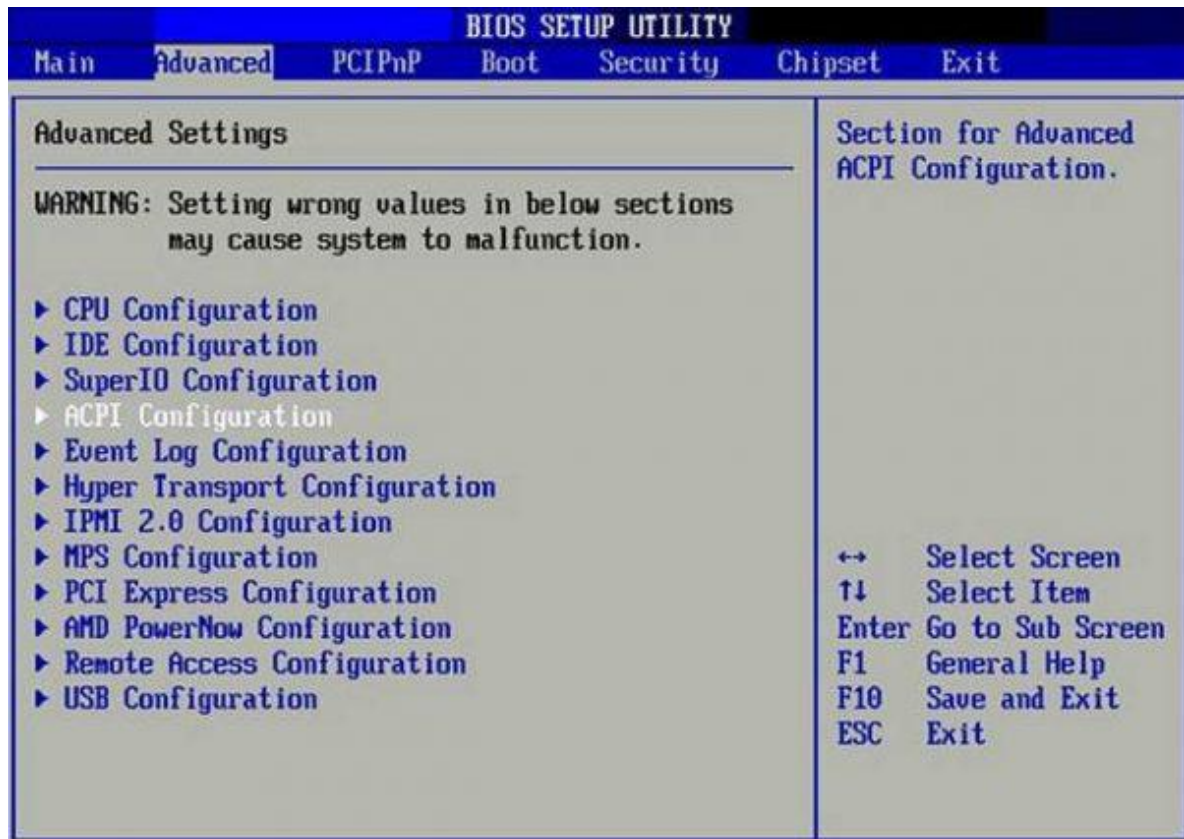 BIOS SETUP UTILITY
Main Advanced PCIPnP Boot Security Chipset Exit
Advanced Settings
WARNING: Setting wrong values in below sections
may cause system to malfunction.
▶ CPU Configuration
▶ IDE Configuration
▶ SuperIO Configuration
▶ ACPI Configuration
▶ Event Log Configuration
▶ Hyper Transport Configuration
▶ IPMI 2.0 Configuration
▶ MPS Configuration
▶ PCI Express Configuration
▶ AMD PowerNow Configuration
▶ Remote Access Configuration
▶ USB Configuration
Section for Advanced
ACPI Configuration.
↔ Select Screen
↑↓ Select Item
Enter Go to Sub Screen
F1 General Help
F10 Save and Exit
ESC Exit